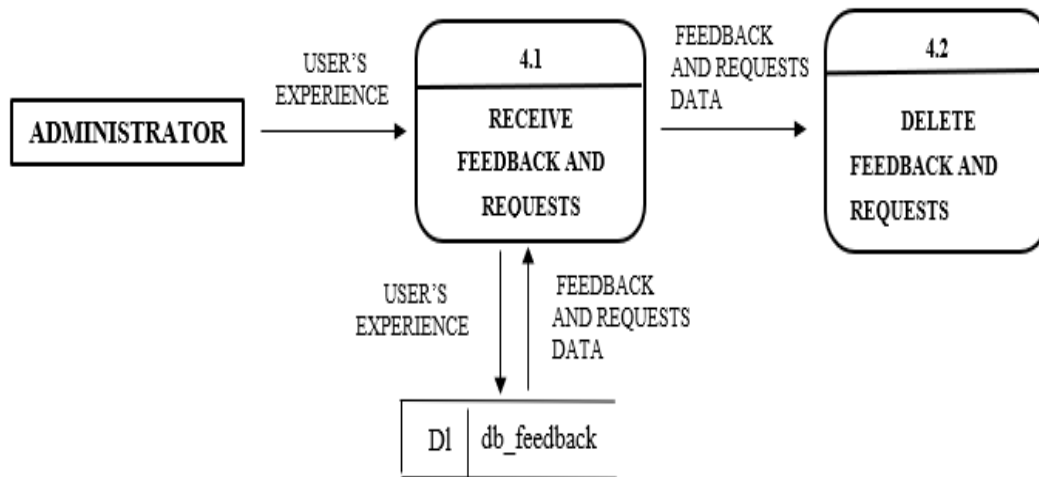 ADMINISTRATOR
USER'S
EXPERIENCE
4.1
RECEIVE
FEEDBACK AND
REQUESTS
FEEDBACK
AND REQUESTS
DATA
4.2
DELETE
FEEDBACK AND
REQUESTS
USER'S
EXPERIENCE
FEEDBACK
AND REQUESTS
DATA
D1
db_feedback